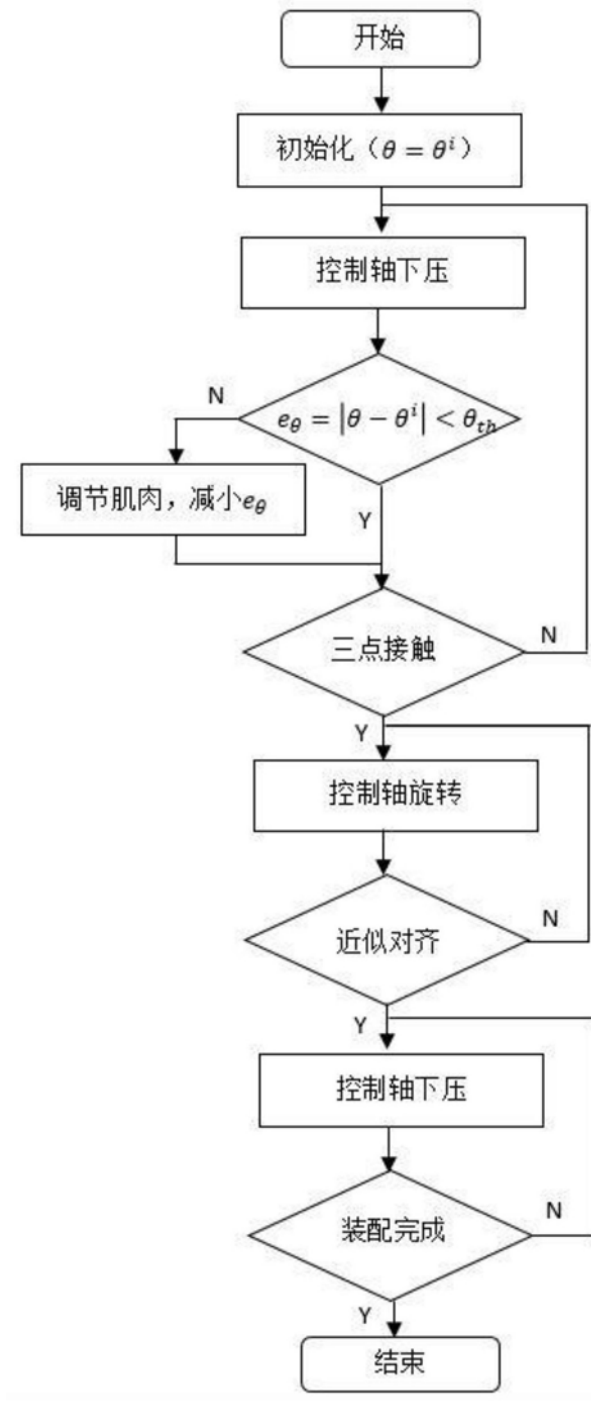 开始
初始化（θ = θⁱ）
控制轴下压
N
e_θ = |θ − θⁱ| < θ_th
调节肌肉，减小e_θ
Y
三点接触
N
Y
控制轴旋转
近似对齐
N
Y
控制轴下压
装配完成
N
Y
结束